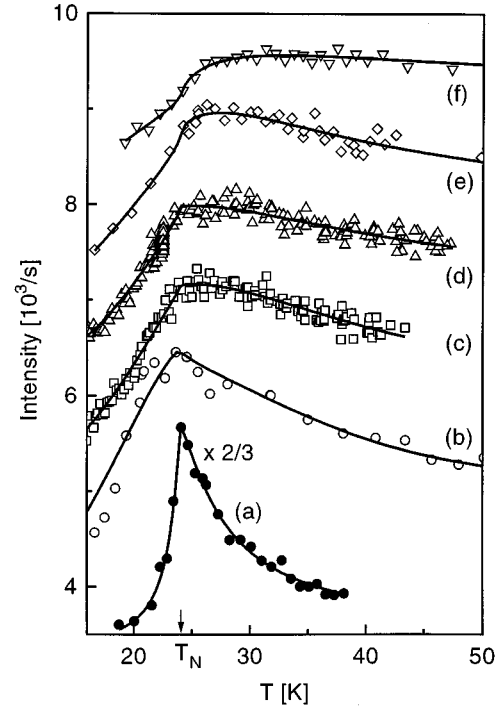 10
(f)
(e)
8
(d)
(c)
6
(b)
x 2/3
(a)
4
Intensity [10³/s]
20
T_N
30
40
50
T [K]